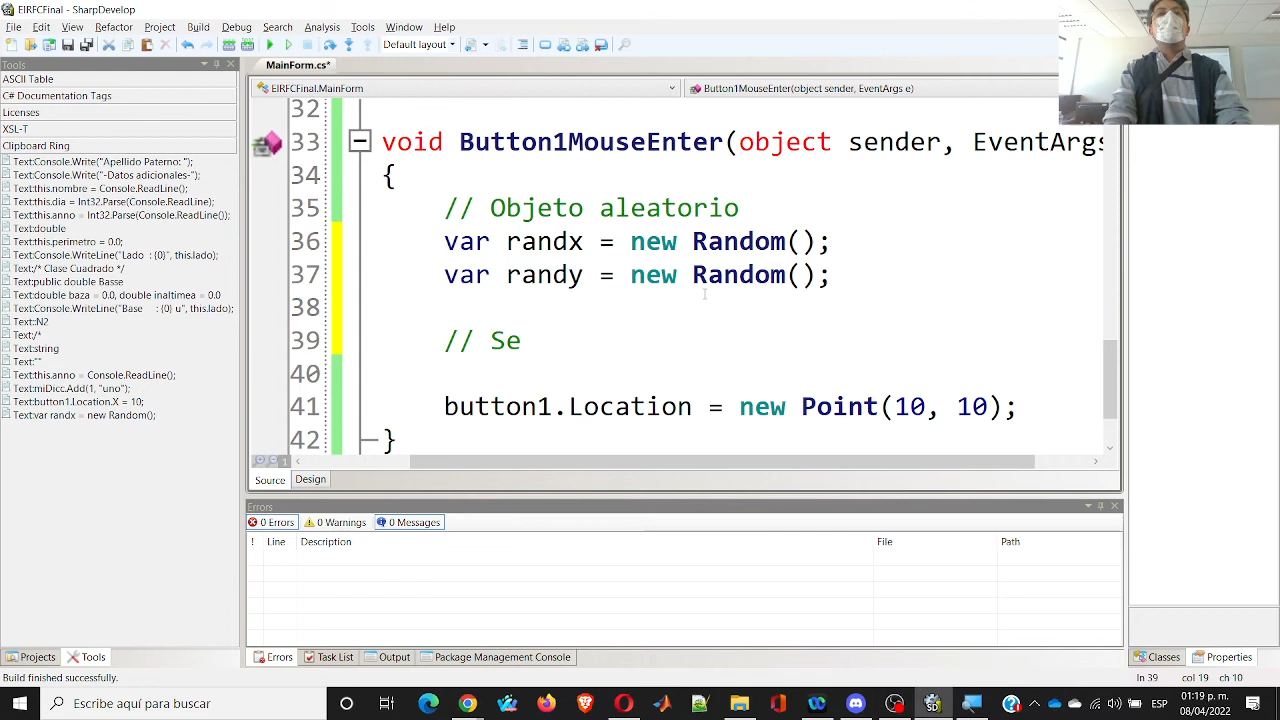 EIRFCFinal - SharpDevelop
File Edit View Refactor Project Build Debug Search Analysis Tools Window Help
Default layout
Tools
ASCII Table
C# Documentation Tags
Licenses
XSL-T
Clipboard Ring
Text:ConsoleWrite("Apellido Paterno: ");
Text:ConsoleWrite("-Datos adicionales-");
Text:this.nombre = Console.ReadLine();
Text:this.dia = Int32.Parse(Console.ReadLine);
Text:this.anno = Int32.Parse(Console.ReadLine());
Text:double
Text:this.perimetro = 0.0;
Text:Console.WriteLine("Lado : {0}", this.lado);
Text:/* Clase Cuadrado */
Text:public class Dato
Text:double baza = 0.0, double inaltimea = 0.0
Text:Console.WriteLine("Base : {0} u", this.lado);
Text::N2
Text:/*
Text:string
Text:""
Text:this.anno = Console.ReadLine();
Text:miDicc.Add(1, "uno");
Text:button1.Location.X = 10;
Text:var randx = new Random();
Projects Tools
MainForm.cs*
EIRFCFinal.MainForm
Button1MouseEnter(object sender, EventArgs e)
32
33 void Button1MouseEnter(object sender, EventArgs
34 {
35 // Objeto aleatorio
36 var randx = new Random();
37 var randy = new Random();
38
39 // Se
40
41 button1.Location = new Point(10, 10);
42 }
Source Design
Errors
0 Errors 0 Warnings 0 Messages
! Line Description File Path
Errors Task List Output Package Management Console
Classes Properties
Build finished successfully.
Ln 39 col 19 ch 10
Escribe aquí para buscar
ESP
01:19 p. m.
08/04/2022